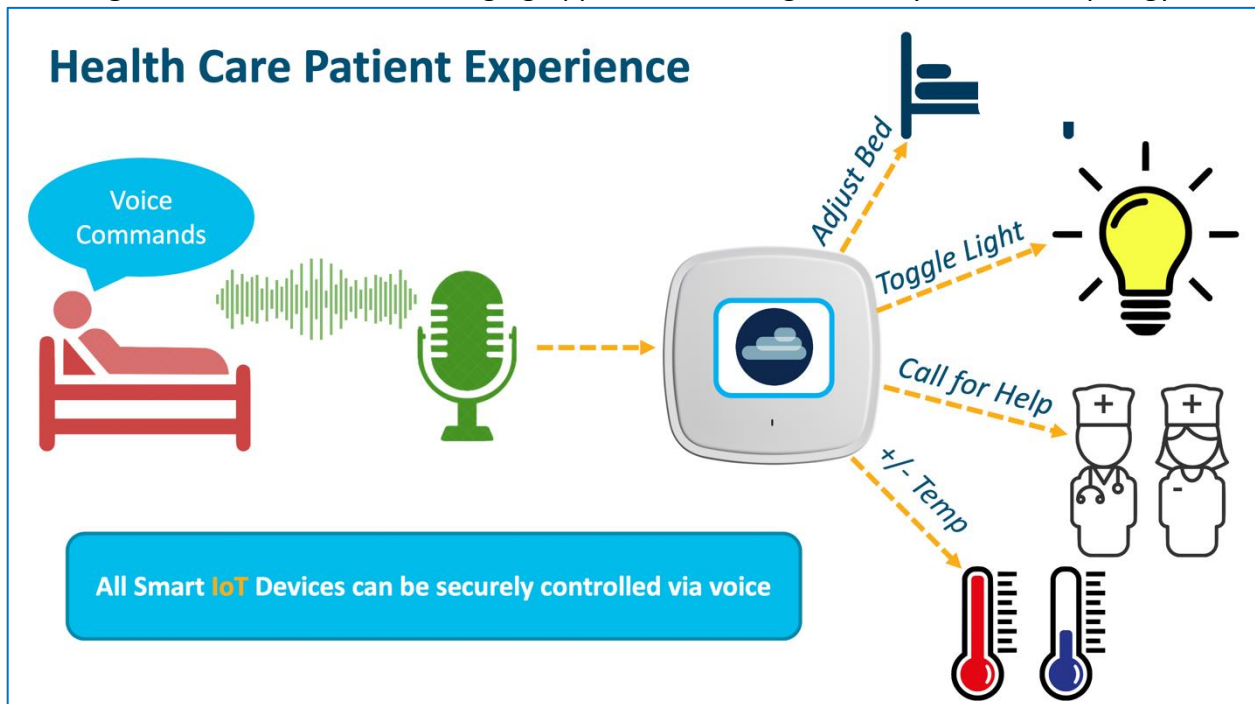 Health Care Patient Experience
Voice
Commands
Adjust Bed
Toggle Light
Call for Help
+/- Temp
All Smart IoT Devices can be securely controlled via voice